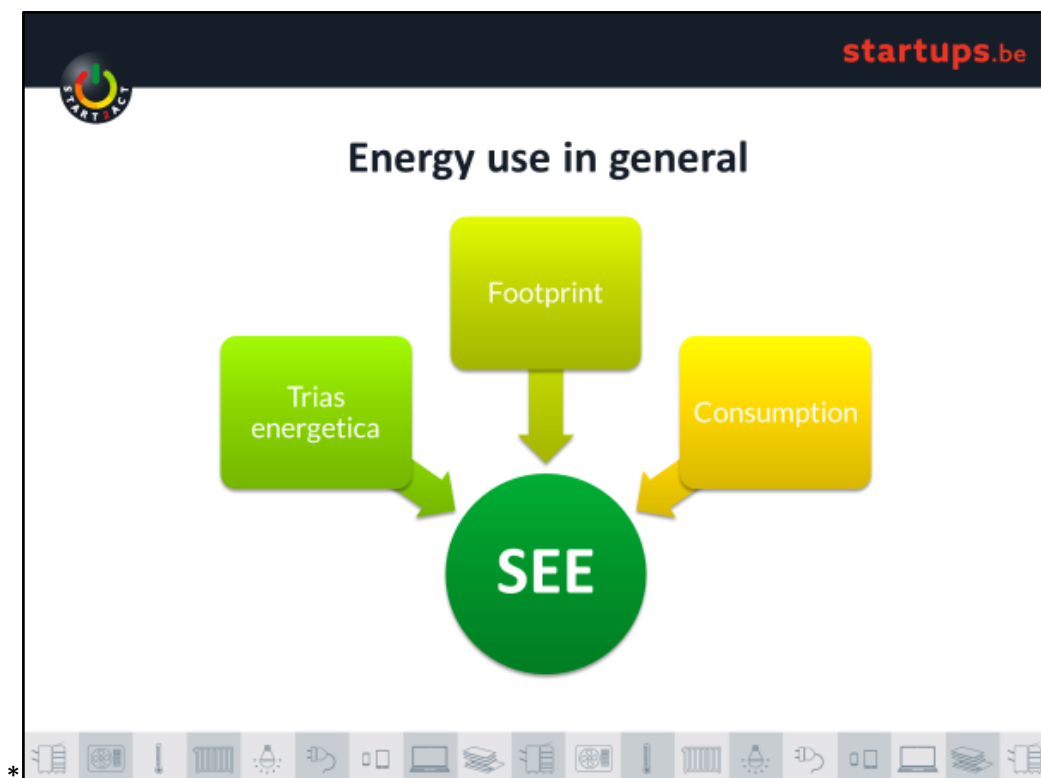 startups.be
START2ACT
Energy use in general
Footprint
Trias
energetica
Consumption
SEE
*